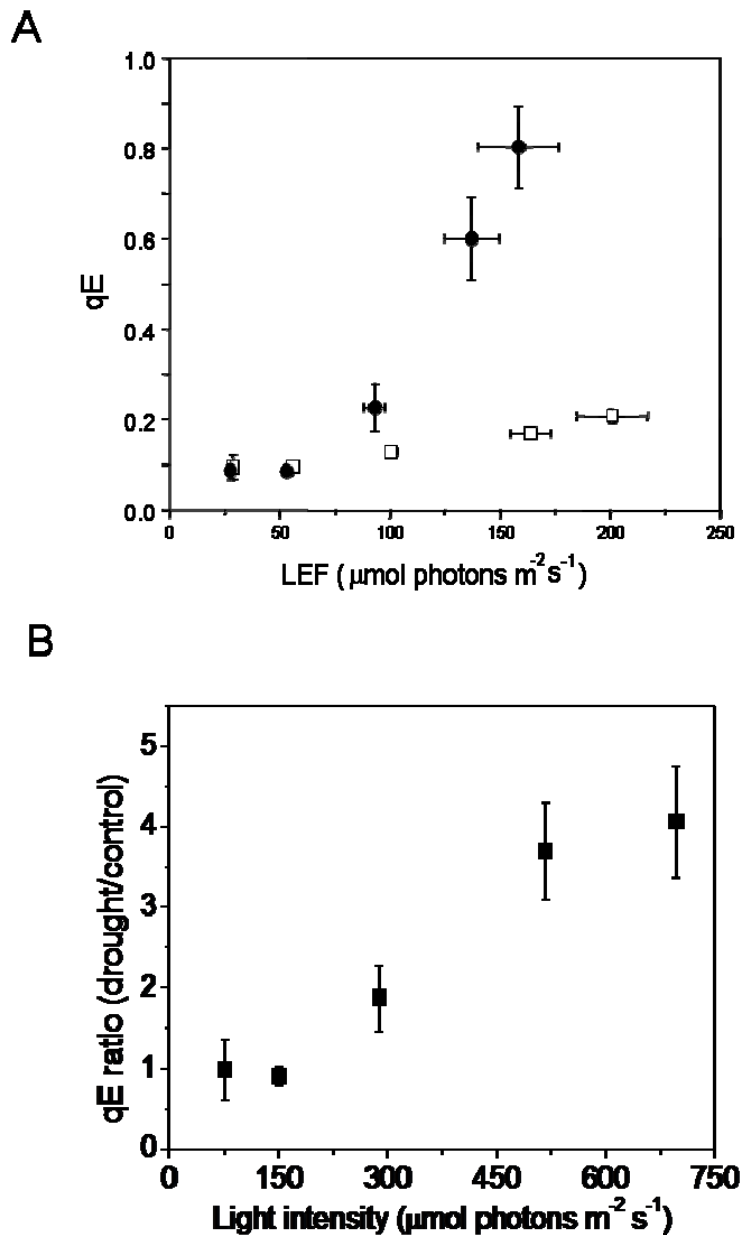 A
1.0
0.8
0.6
0.4
0.2
0.0
qE
0 50 100 150 200 250
LEF ( μmol photons m⁻²s⁻¹)
B
5
4
3
2
1
0
qE ratio (drought/control)
0 150 300 450 600 750
Light intensity (μmol photons m⁻² s⁻¹)